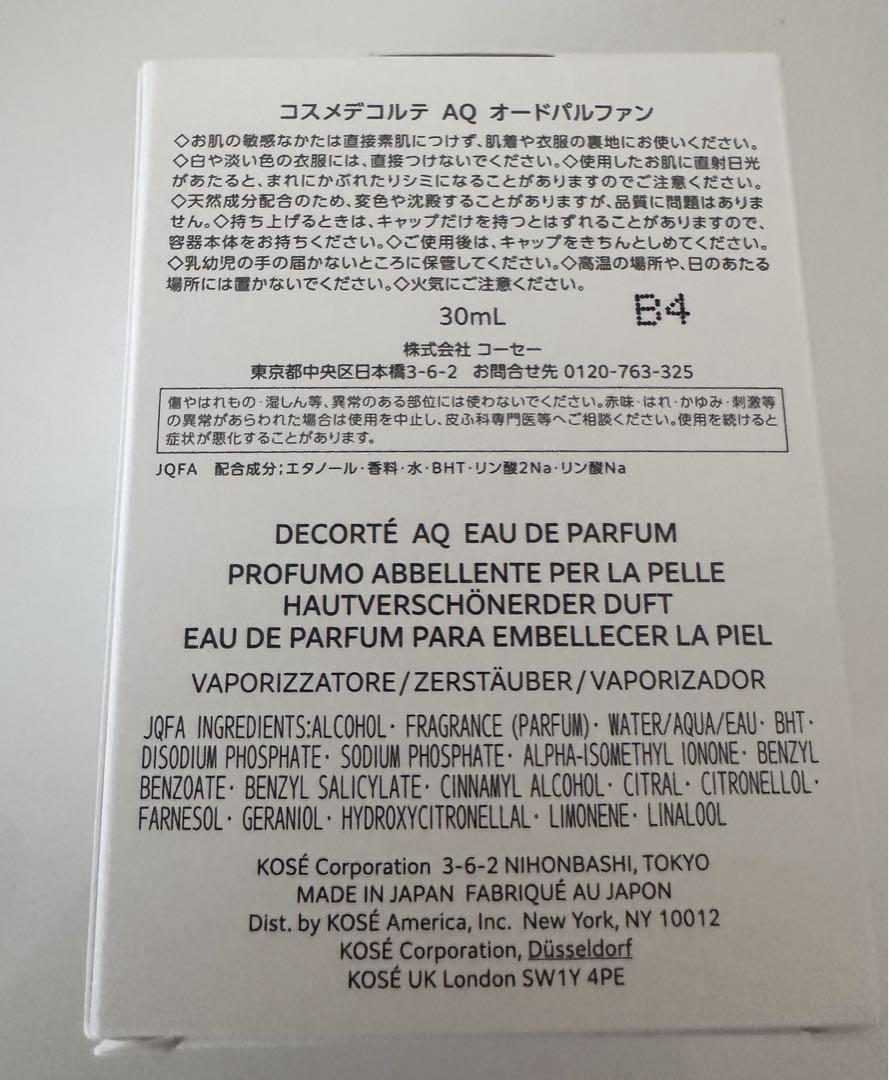 コスメデコルテ AQ オードパルファン
◇お肌の敏感なかたは直接素肌につけず、肌着や衣服の裏地にお使いください。
◇白や淡い色の衣服には、直接つけないでください。◇使用したお肌に直射日光
があたると、まれにかぶれたりシミになることがありますのでご注意ください。
◇天然成分配合のため、変色や沈殿することがありますが、品質に問題はありま
せん。◇持ち上げるときは、キャップだけを持つとはずれることがありますので、
容器本体をお持ちください。◇ご使用後は、キャップをきちんとしめてください。
◇乳幼児の手の届かないところに保管してください。◇高温の場所や、日のあたる
場所には置かないでください。◇火気にご注意ください。
30mL
B4
株式会社 コーセー
東京都中央区日本橋3-6-2 お問合せ先 0120-763-325
傷やはれもの・湿しん等、異常のある部位には使わないでください。赤味・はれ・かゆみ・刺激等
の異常があらわれた場合は使用を中止し、皮ふ科専門医等へご相談ください。使用を続けると
症状が悪化することがあります。
JQFA 配合成分;エタノール・香料・水・BHT・リン酸2Na・リン酸Na
DECORTÉ AQ EAU DE PARFUM
PROFUMO ABBELLENTE PER LA PELLE
HAUTVERSCHÖNERDER DUFT
EAU DE PARFUM PARA EMBELLECER LA PIEL
VAPORIZZATORE/ZERSTÄUBER/VAPORIZADOR
JQFA INGREDIENTS:ALCOHOL· FRAGRANCE (PARFUM)· WATER/AQUA/EAU· BHT·
DISODIUM PHOSPHATE· SODIUM PHOSPHATE· ALPHA-ISOMETHYL IONONE· BENZYL
BENZOATE· BENZYL SALICYLATE· CINNAMYL ALCOHOL· CITRAL· CITRONELLOL·
FARNESOL· GERANIOL· HYDROXYCITRONELLAL· LIMONENE· LINALOOL
KOSÉ Corporation 3-6-2 NIHONBASHI, TOKYO
MADE IN JAPAN FABRIQUÉ AU JAPON
Dist. by KOSÉ America, Inc. New York, NY 10012
KOSÉ Corporation, Düsseldorf
KOSÉ UK London SW1Y 4PE